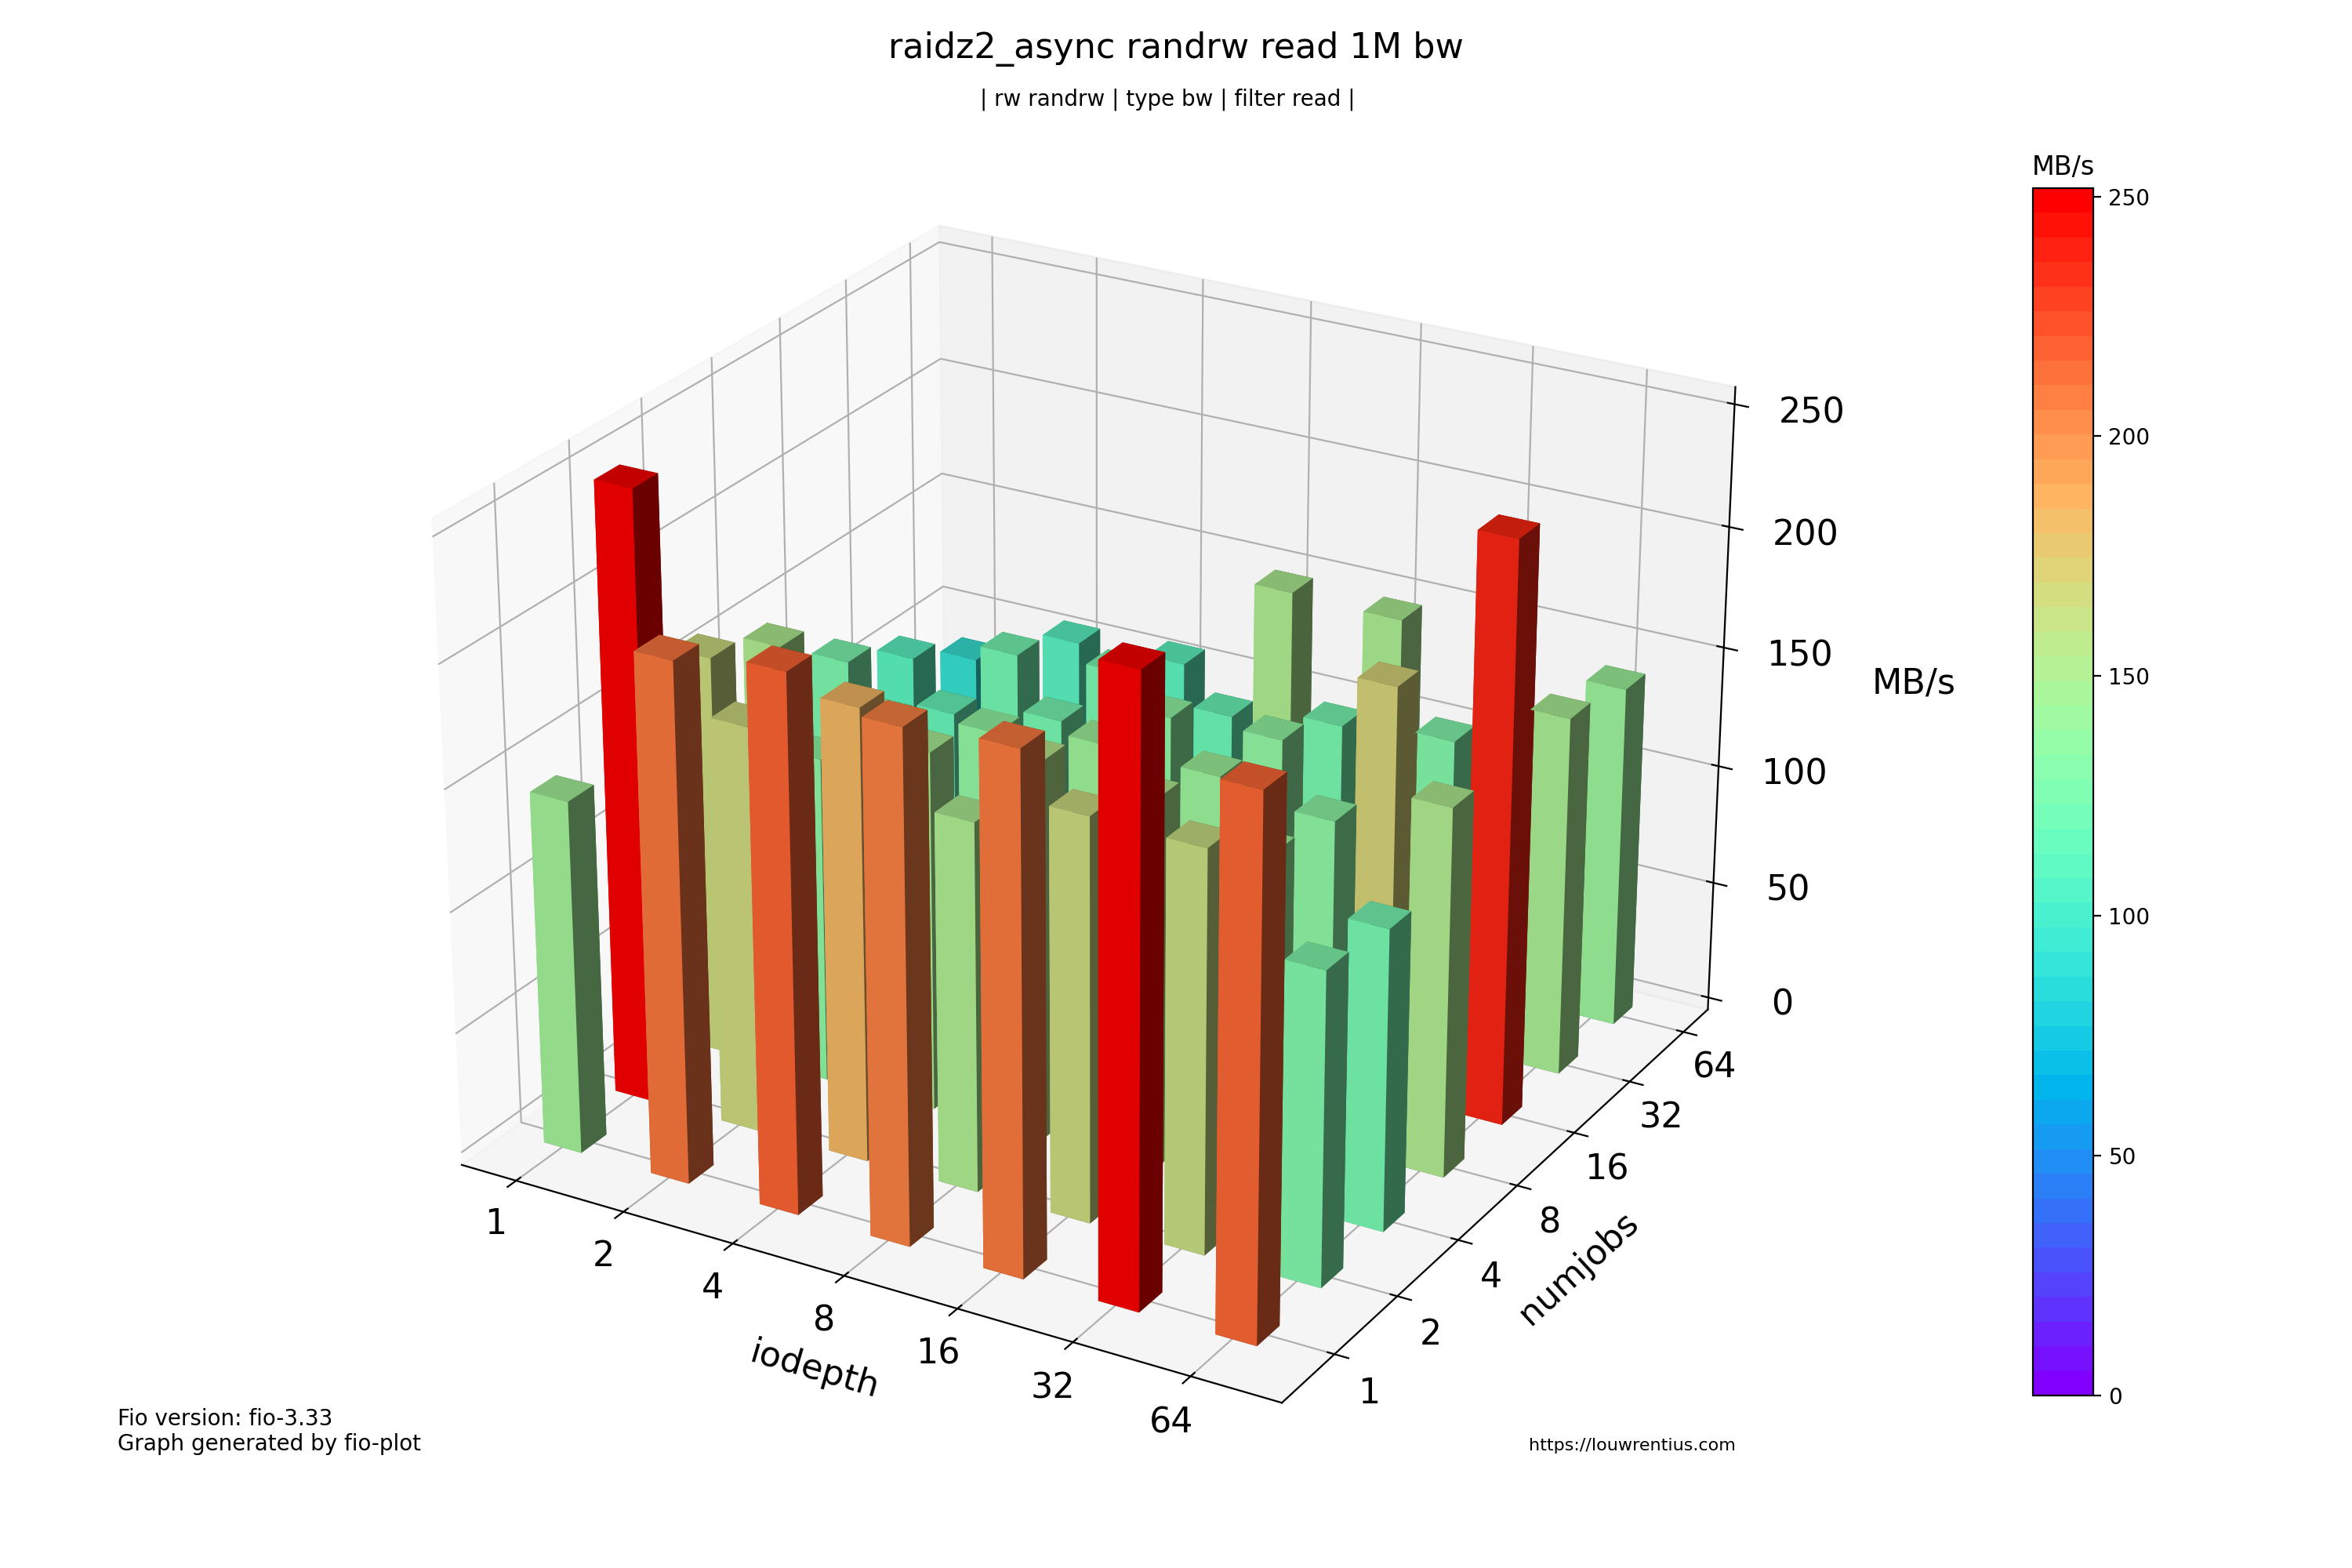 raidz2_async randrw read 1M bw
| rw randrw | type bw | filter read |
MB/s
250
200
150
100
50
0
250
200
150
100
50
0
MB/s
1
2
4
8
16
32
64
iodepth
1
2
4
8
16
32
64
numjobs
Fio version: fio-3.33
Graph generated by fio-plot
https://louwrentius.com